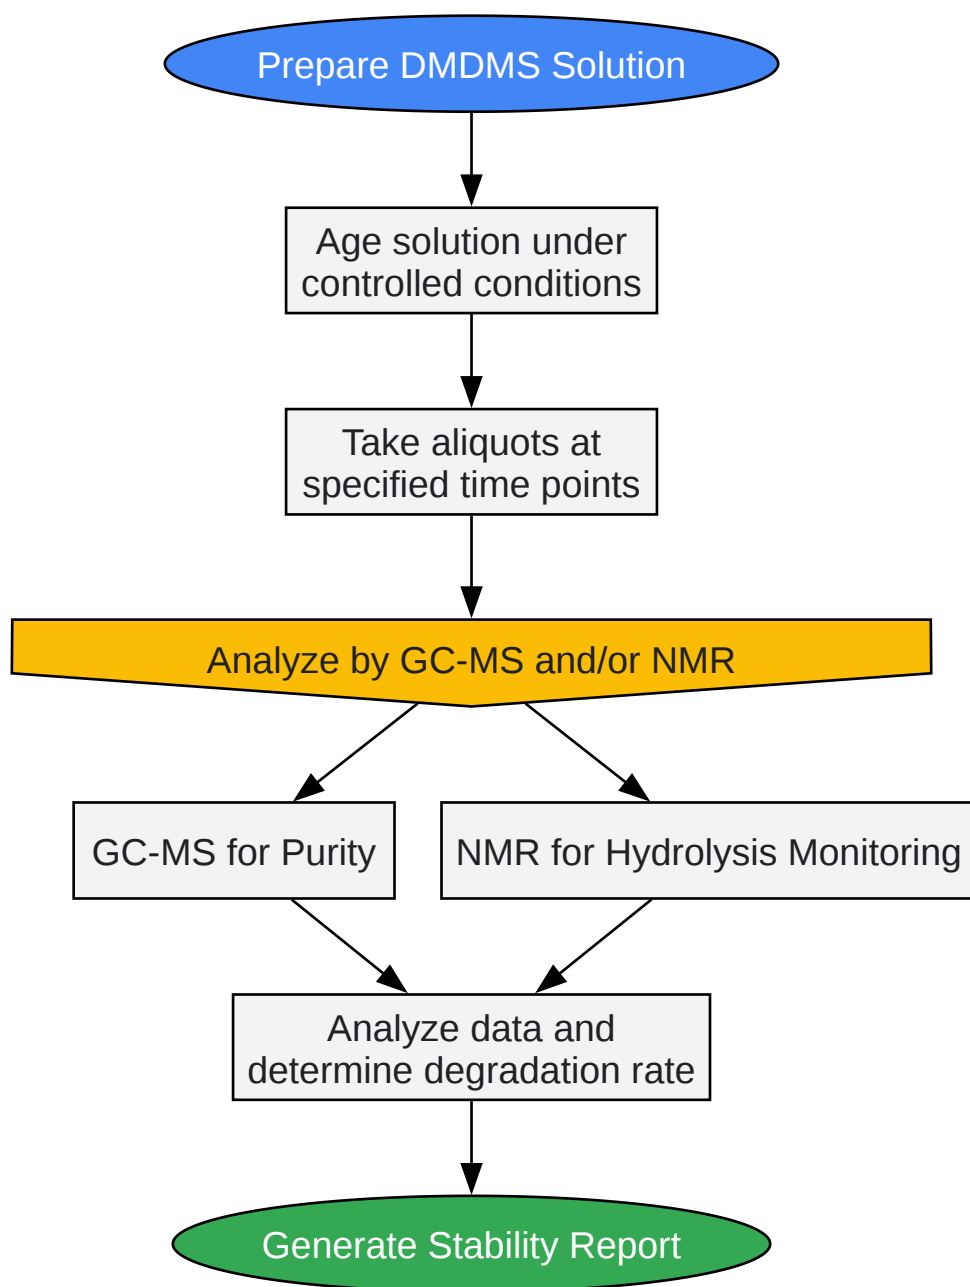 Prepare DMDMS Solution
Age solution under
controlled conditions
Take aliquots at
specified time points
Analyze by GC-MS and/or NMR
GC-MS for Purity
NMR for Hydrolysis Monitoring
Analyze data and
determine degradation rate
Generate Stability Report